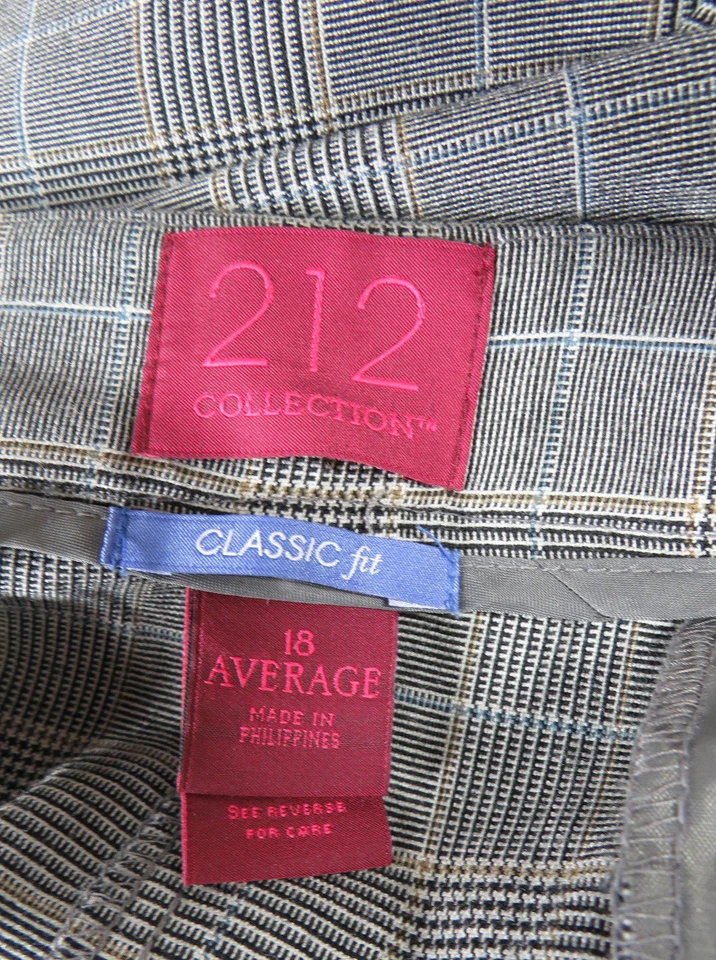 212
COLLECTION™
CLASSIC fit
18
AVERAGE
MADE IN
PHILIPPINES
SEE REVERSE
FOR CARE